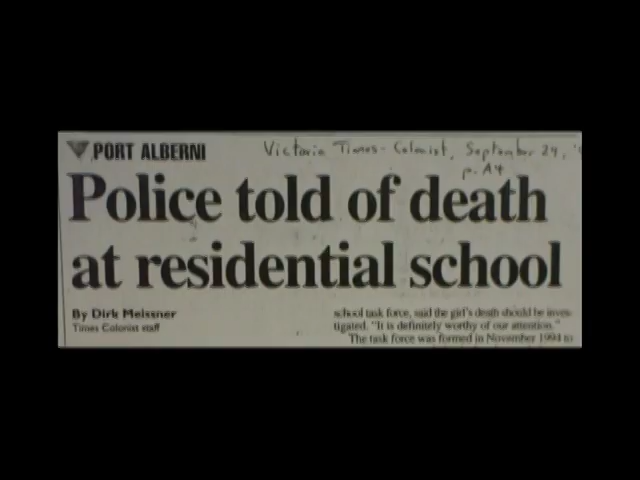 PORT ALBERNI
Victoria Times-Colonist, September 24, '
p. A4
Police told of death
at residential school
By Dirk Meissner
Times Colonist staff
school task force, said the girl's death should be inves-
tigated. "It is definitely worthy of our attention."
The task force was formed in November 1994 to